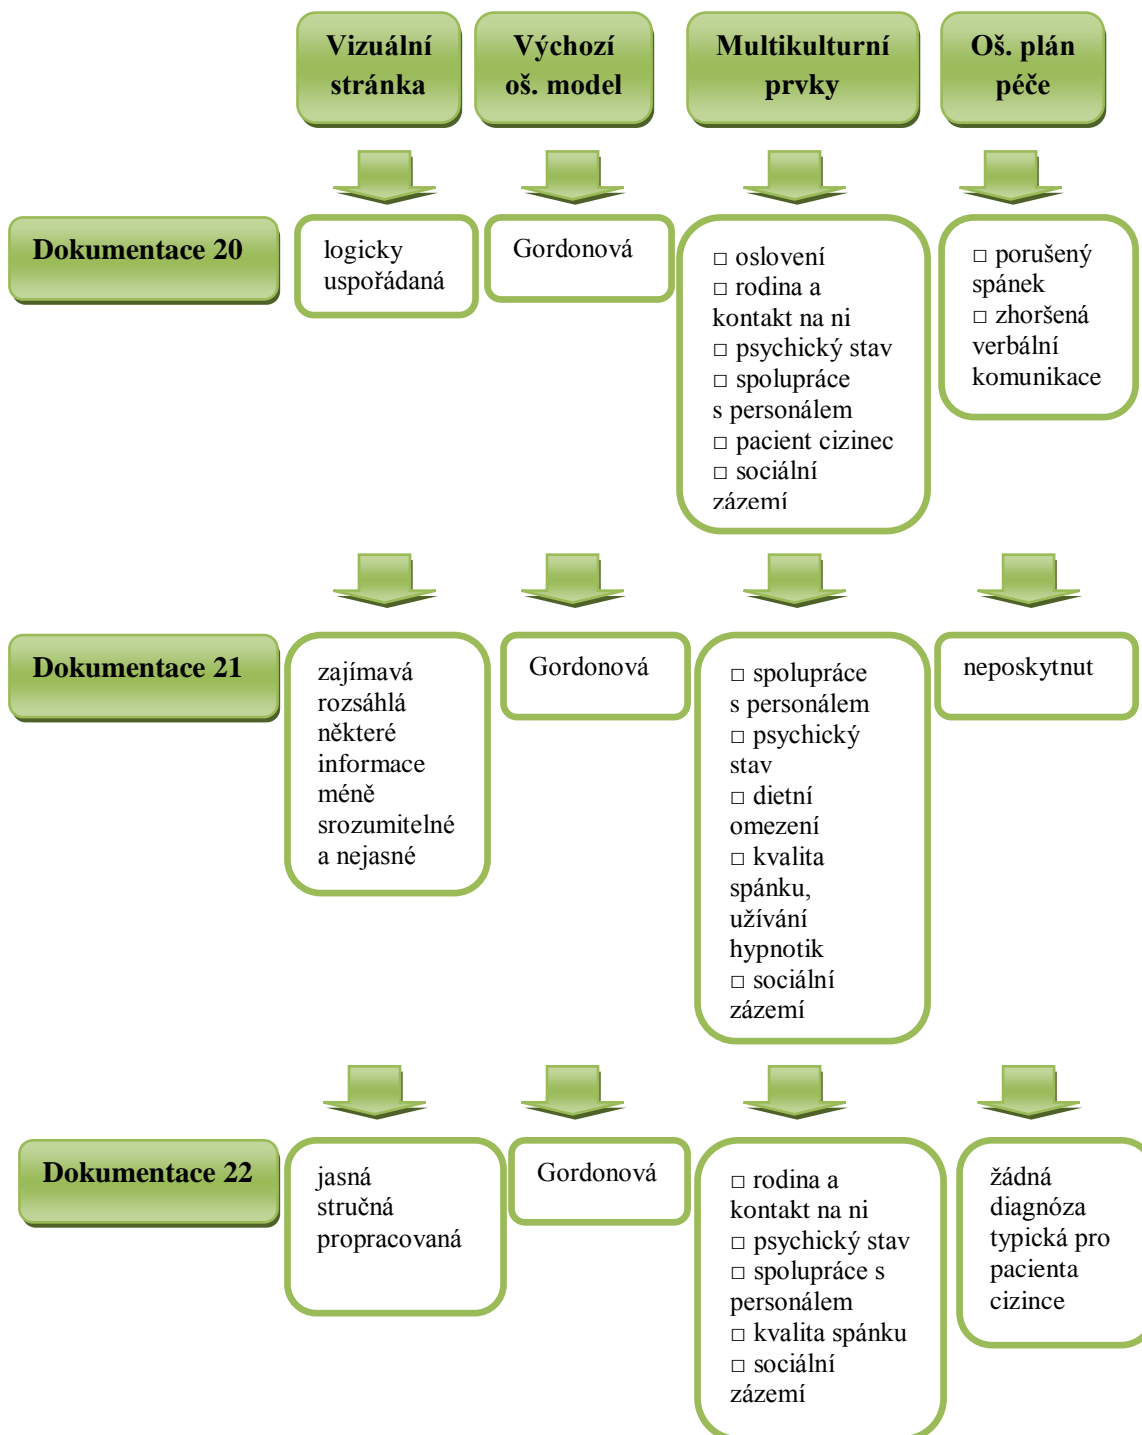 Vizuální
stránka
Výchozí
oš. model
Multikulturní
prvky
Oš. plán
péče
Dokumentace 20
logicky
uspořádaná
Gordonová
□ oslovení
□ rodina a
kontakt na ni
□ psychický stav
□ spolupráce
s personálem
□ pacient cizinec
□ sociální
zázemí
□ porušený
spánek
□ zhoršená
verbální
komunikace
Dokumentace 21
zajímavá
rozsáhlá
některé
informace
méně
srozumitelné
a nejasné
Gordonová
□ spolupráce
s personálem
□ psychický
stav
□ dietní
omezení
□ kvalita
spánku,
užívání
hypnotik
□ sociální
zázemí
neposkytnut
Dokumentace 22
jasná
stručná
propracovaná
Gordonová
□ rodina a
kontakt na ni
□ psychický stav
□ spolupráce s
personálem
□ kvalita spánku
□ sociální
zázemí
žádná
diagnóza
typická pro
pacienta
cizince